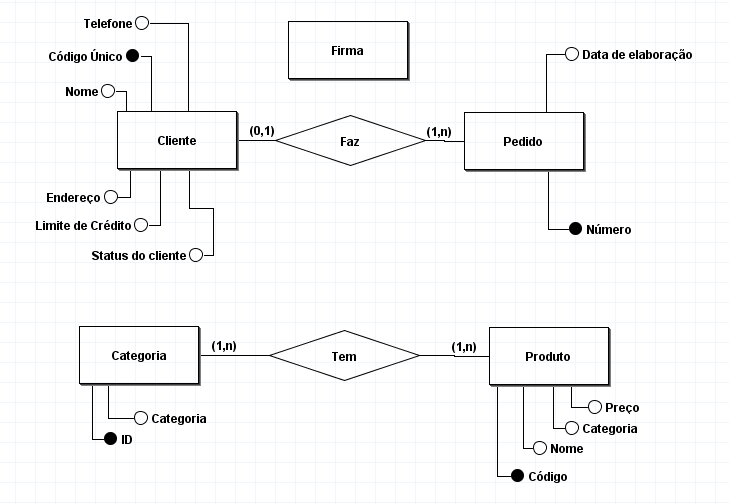 Telefone
Firma
Código Único
Data de elaboração
Nome
Cliente
(0,1)
Faz
(1,n)
Pedido
Endereço
Limite de Crédito
Número
Status do cliente
Categoria
(1,n)
Tem
(1,n)
Produto
Preço
Categoria
Categoria
ID
Nome
Código